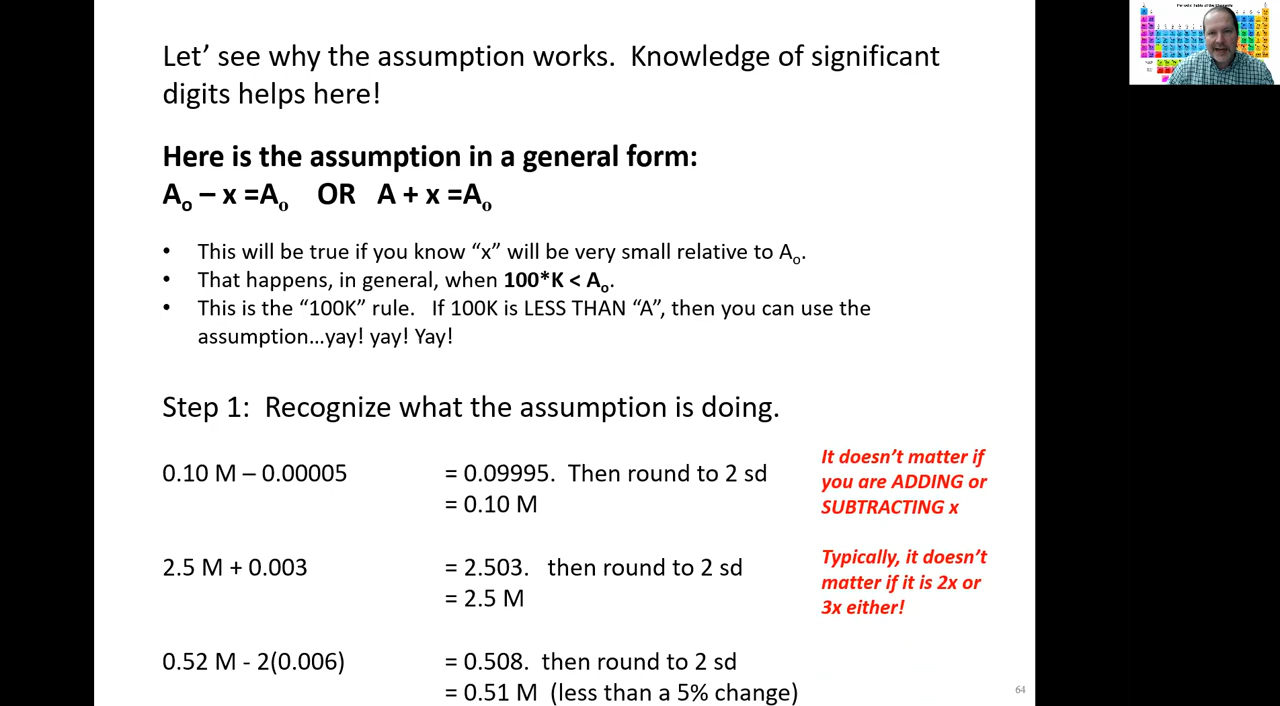 Let’ see why the assumption works.  Knowledge of significant
digits helps here!
Here is the assumption in a general form:
Aₒ – x =Aₒ    OR   A + x =Aₒ
• This will be true if you know “x” will be very small relative to Aₒ.
• That happens, in general, when 100*K < Aₒ.
• This is the “100K” rule.   If 100K is LESS THAN “A”, then you can use the
assumption…yay! yay! Yay!
Step 1:  Recognize what the assumption is doing.
0.10 M – 0.00005 = 0.09995.  Then round to 2 sd
= 0.10 M
It doesn’t matter if
you are ADDING or
SUBTRACTING x
2.5 M + 0.003 = 2.503.   then round to 2 sd
= 2.5 M
Typically, it doesn’t
matter if it is 2x or
3x either!
0.52 M - 2(0.006) = 0.508.  then round to 2 sd
= 0.51 M  (less than a 5% change)
64